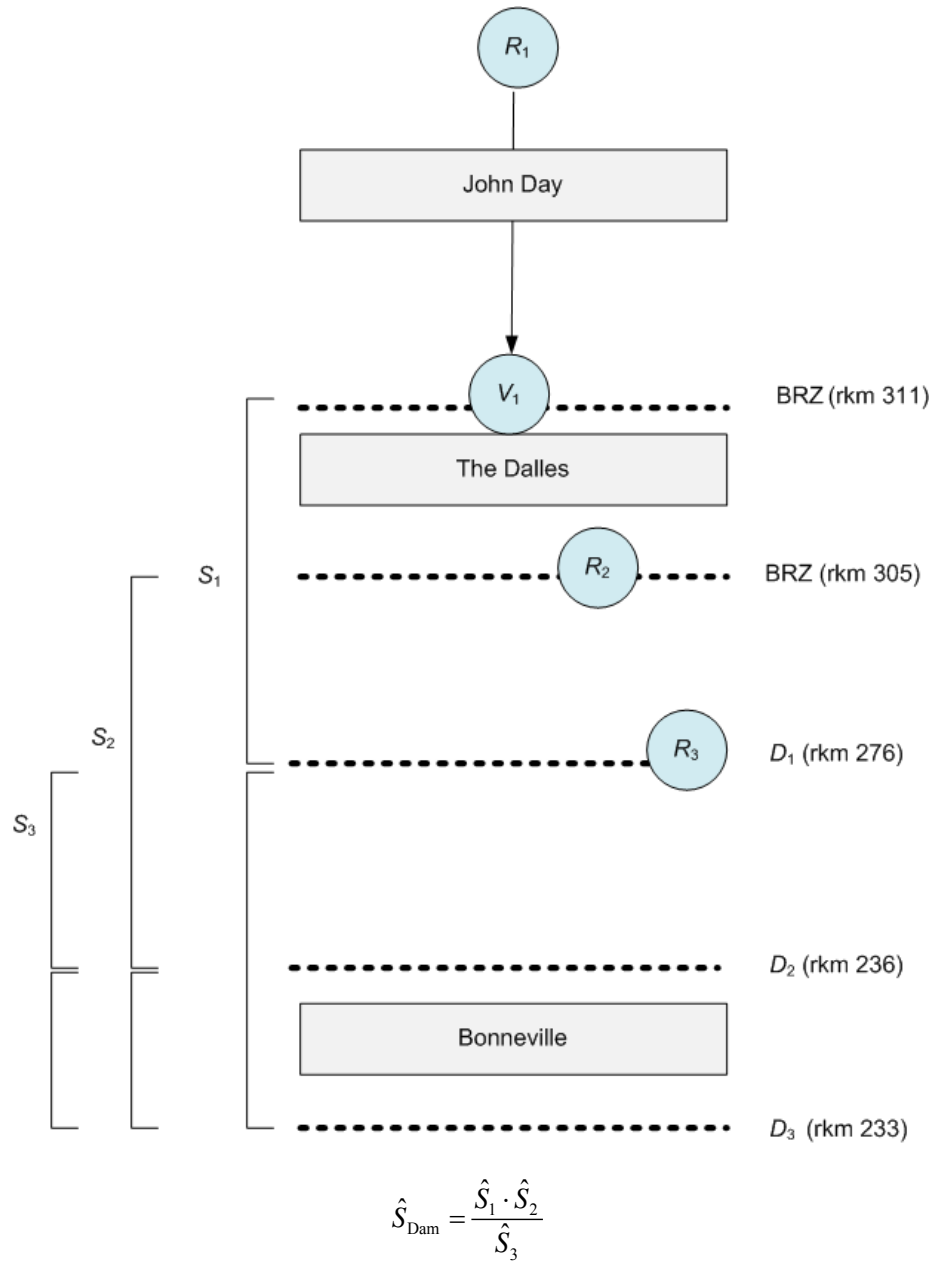 R₁
John Day
V₁
BRZ (rkm 311)
The Dalles
S₁
R₂
BRZ (rkm 305)
S₂
R₃
D₁ (rkm 276)
S₃
D₂ (rkm 236)
Bonneville
D₃ (rkm 233)
Ŝ_Dam = (Ŝ₁ · Ŝ₂) / Ŝ₃